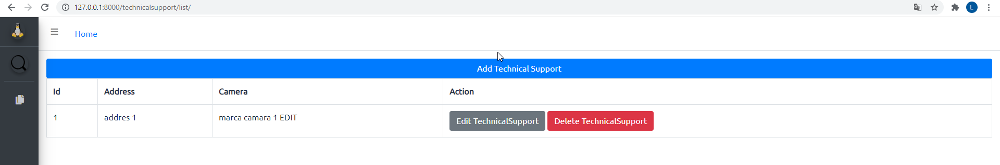 127.0.0.1:8000/technicalsupport/list/
L
Home
Add Technical Support
Id Address Camera Action
1 addres 1 marca camara 1 EDIT Edit TechnicalSupport Delete TechnicalSupport